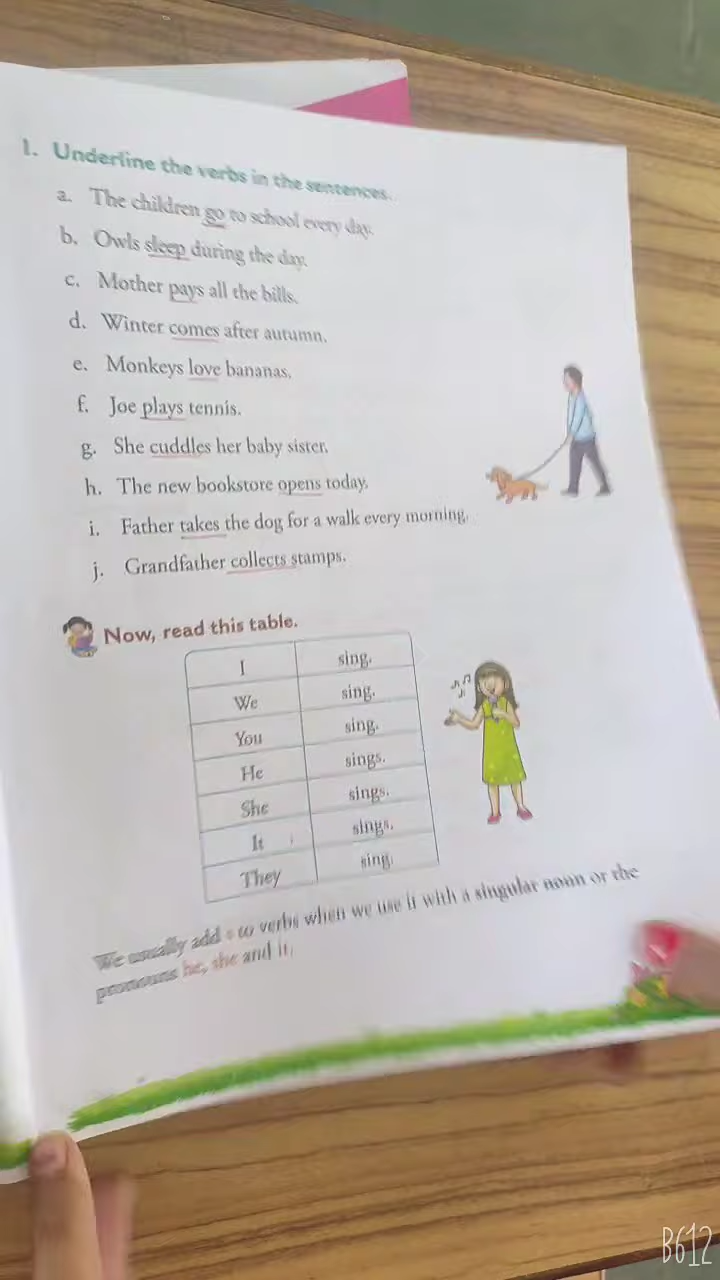 1. Underline the verbs in the sentences.
a. The children go to school every day.
b. Owls sleep during the day.
c. Mother pays all the bills.
d. Winter comes after autumn.
e. Monkeys love bananas.
f. Joe plays tennis.
g. She cuddles her baby sister.
h. The new bookstore opens today.
i. Father takes the dog for a walk every morning.
j. Grandfather collects stamps.
Now, read this table.
I sing.
We sing.
You sing.
He sings.
She sings.
It sings.
They sing.
We usually add s to verbs when we use it with a singular noun or the
pronouns he, she and it.
B612